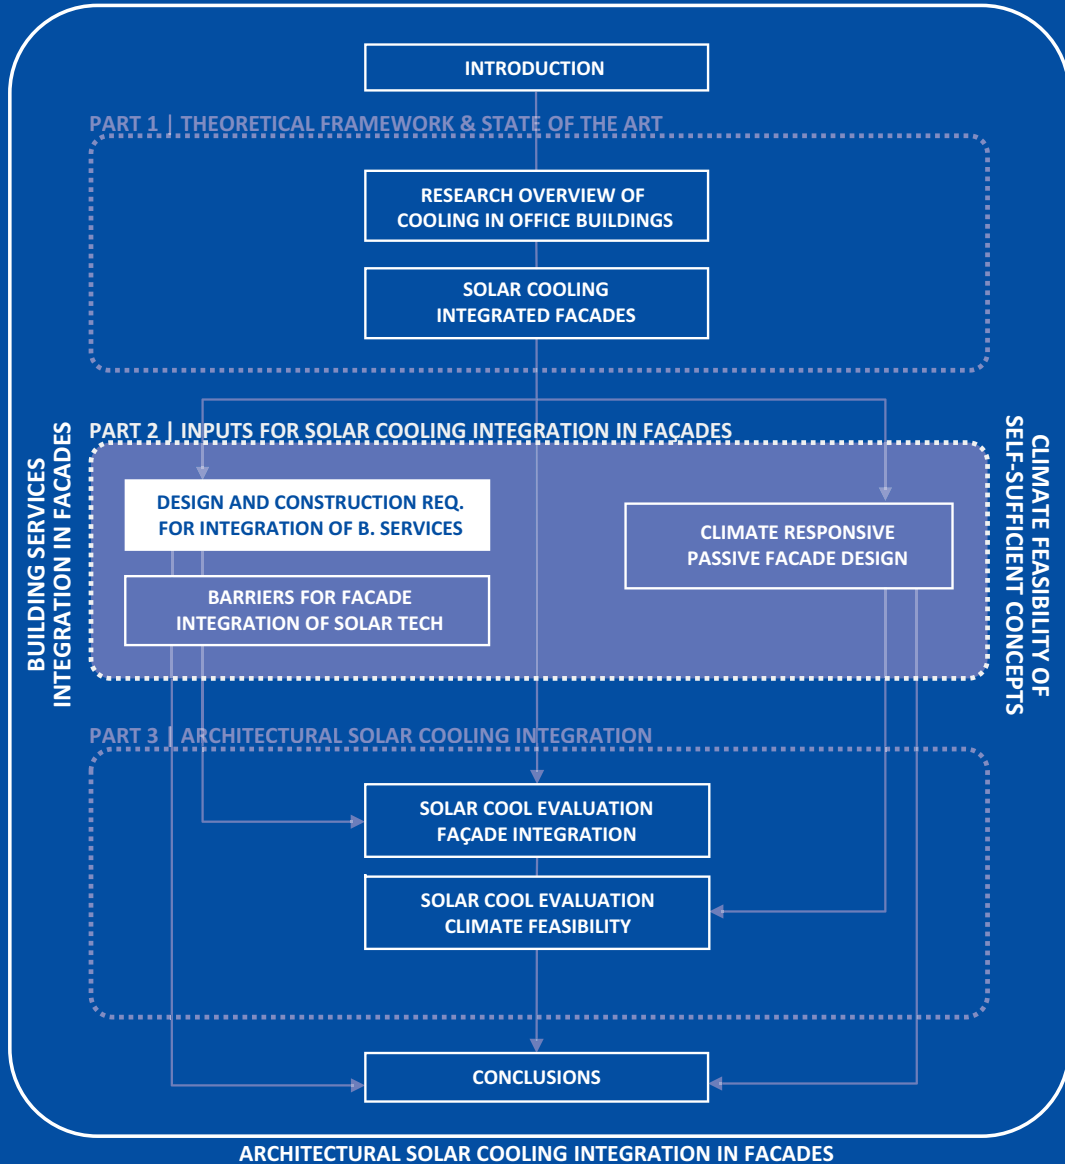 INTRODUCTION
PART 1 | THEORETICAL FRAMEWORK & STATE OF THE ART
RESEARCH OVERVIEW OF
COOLING IN OFFICE BUILDINGS
SOLAR COOLING
INTEGRATED FACADES
BUILDING SERVICES
INTEGRATION IN FACADES
PART 2 | INPUTS FOR SOLAR COOLING INTEGRATION IN FAÇADES
DESIGN AND CONSTRUCTION REQ.
FOR INTEGRATION OF B. SERVICES
BARRIERS FOR FACADE
INTEGRATION OF SOLAR TECH
CLIMATE RESPONSIVE
PASSIVE FACADE DESIGN
CLIMATE FEASIBILITY OF
SELF-SUFFICIENT CONCEPTS
PART 3 | ARCHITECTURAL SOLAR COOLING INTEGRATION
SOLAR COOL EVALUATION
FAÇADE INTEGRATION
SOLAR COOL EVALUATION
CLIMATE FEASIBILITY
CONCLUSIONS
ARCHITECTURAL SOLAR COOLING INTEGRATION IN FACADES